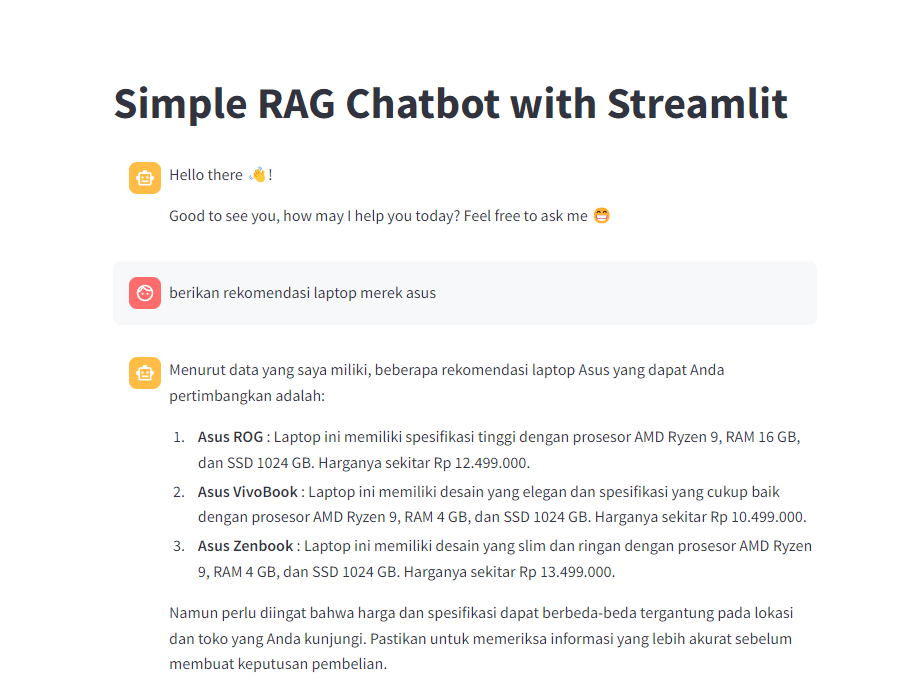 Simple RAG Chatbot with Streamlit
Hello there 👋 !
Good to see you, how may I help you today? Feel free to ask me 😁
berikan rekomendasi laptop merek asus
Menurut data yang saya miliki, beberapa rekomendasi laptop Asus yang dapat Anda
pertimbangkan adalah:
1. Asus ROG : Laptop ini memiliki spesifikasi tinggi dengan prosesor AMD Ryzen 9, RAM 16 GB,
dan SSD 1024 GB. Harganya sekitar Rp 12.499.000.
2. Asus VivoBook : Laptop ini memiliki desain yang elegan dan spesifikasi yang cukup baik
dengan prosesor AMD Ryzen 9, RAM 4 GB, dan SSD 1024 GB. Harganya sekitar Rp 10.499.000.
3. Asus Zenbook : Laptop ini memiliki desain yang slim dan ringan dengan prosesor AMD Ryzen
9, RAM 4 GB, dan SSD 1024 GB. Harganya sekitar Rp 13.499.000.
Namun perlu diingat bahwa harga dan spesifikasi dapat berbeda-beda tergantung pada lokasi
dan toko yang Anda kunjungi. Pastikan untuk memeriksa informasi yang lebih akurat sebelum
membuat keputusan pembelian.